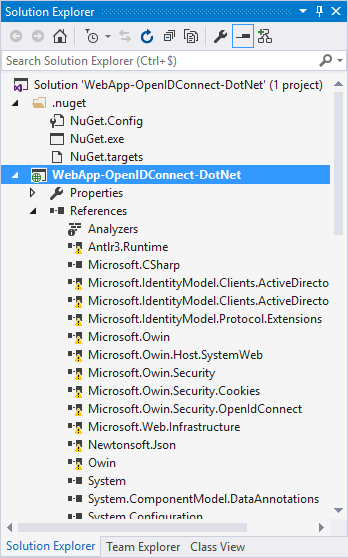 Solution Explorer
Search Solution Explorer (Ctrl+$)
Solution 'WebApp-OpenIDConnect-DotNet' (1 project)
.nuget
NuGet.Config
NuGet.exe
NuGet.targets
WebApp-OpenIDConnect-DotNet
Properties
References
Analyzers
Antlr3.Runtime
Microsoft.CSharp
Microsoft.IdentityModel.Clients.ActiveDirecto
Microsoft.IdentityModel.Clients.ActiveDirecto
Microsoft.IdentityModel.Protocol.Extensions
Microsoft.Owin
Microsoft.Owin.Host.SystemWeb
Microsoft.Owin.Security
Microsoft.Owin.Security.Cookies
Microsoft.Owin.Security.OpenIdConnect
Microsoft.Web.Infrastructure
Newtonsoft.Json
Owin
System
System.ComponentModel.DataAnnotations
System.Configuration
Solution Explorer Team Explorer Class View